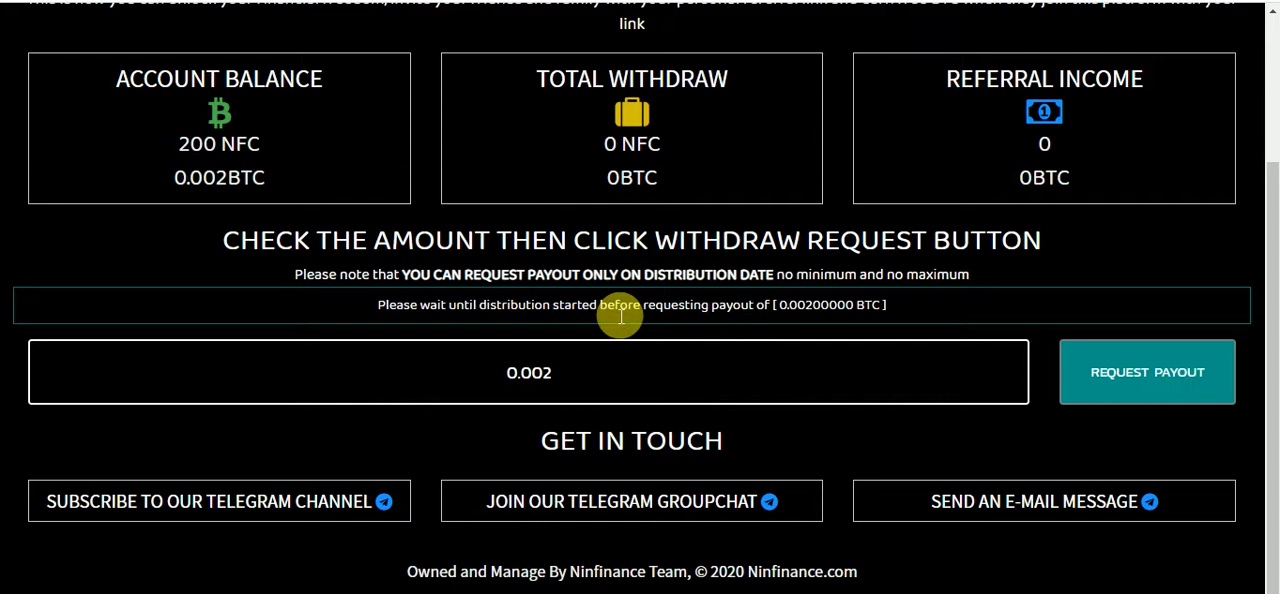 link
ACCOUNT BALANCE
200 NFC
0.002BTC
TOTAL WITHDRAW
0 NFC
0BTC
REFERRAL INCOME
0
0BTC
CHECK THE AMOUNT THEN CLICK WITHDRAW REQUEST BUTTON
Please note that YOU CAN REQUEST PAYOUT ONLY ON DISTRIBUTION DATE no minimum and no maximum
Please wait until distribution started before requesting payout of [ 0.00200000 BTC ]
0.002
REQUEST PAYOUT
GET IN TOUCH
SUBSCRIBE TO OUR TELEGRAM CHANNEL
JOIN OUR TELEGRAM GROUPCHAT
SEND AN E-MAIL MESSAGE
Owned and Manage By Ninfinance Team, © 2020 Ninfinance.com